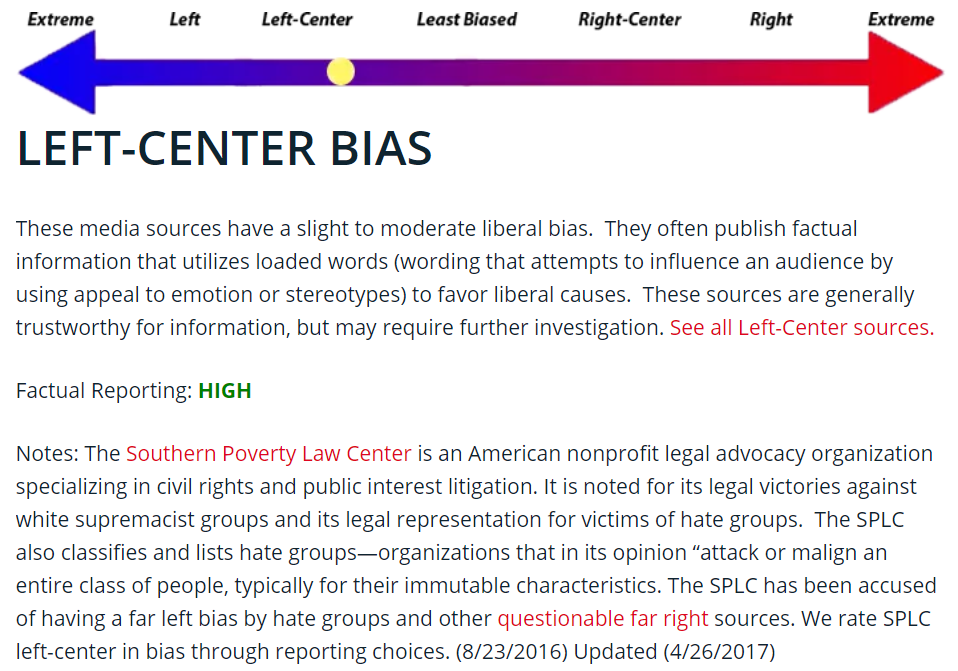 Extreme Left Left-Center Least Biased Right-Center Right Extreme
LEFT-CENTER BIAS
These media sources have a slight to moderate liberal bias.  They often publish factual
information that utilizes loaded words (wording that attempts to influence an audience by
using appeal to emotion or stereotypes) to favor liberal causes.  These sources are generally
trustworthy for information, but may require further investigation. See all Left-Center sources.
Factual Reporting: HIGH
Notes: The Southern Poverty Law Center is an American nonprofit legal advocacy organization
specializing in civil rights and public interest litigation. It is noted for its legal victories against
white supremacist groups and its legal representation for victims of hate groups.  The SPLC
also classifies and lists hate groups—organizations that in its opinion “attack or malign an
entire class of people, typically for their immutable characteristics. The SPLC has been accused
of having a far left bias by hate groups and other questionable far right sources. We rate SPLC
left-center in bias through reporting choices. (8/23/2016) Updated (4/26/2017)